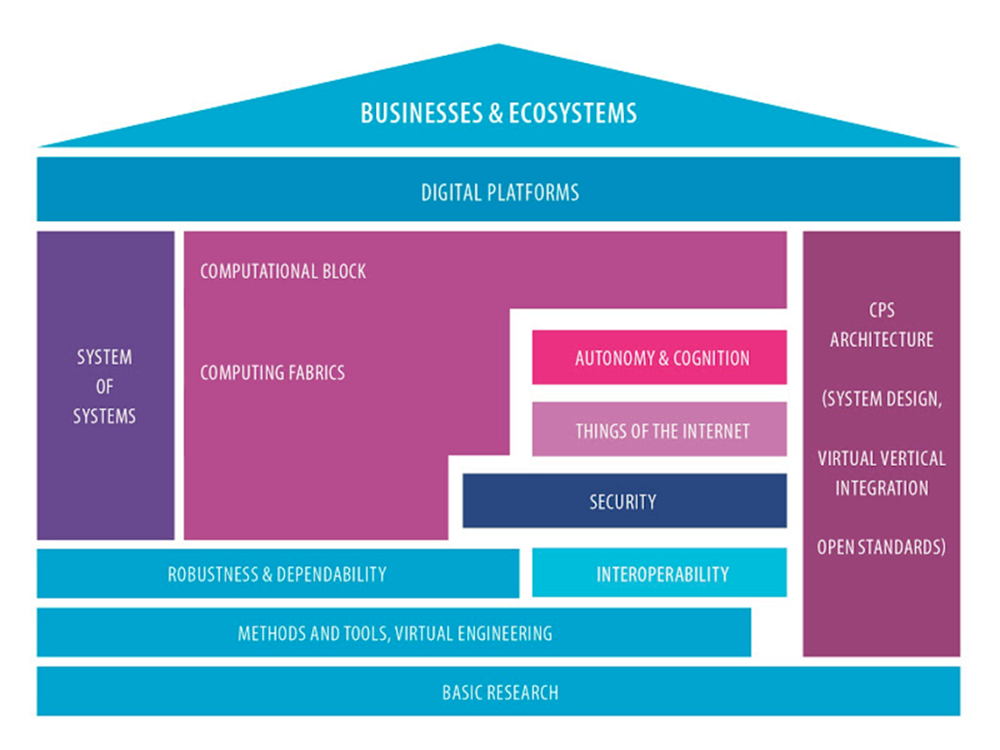 BUSINESSES & ECOSYSTEMS
DIGITAL PLATFORMS
SYSTEM
OF
SYSTEMS
COMPUTATIONAL BLOCK
COMPUTING FABRICS
AUTONOMY & COGNITION
THINGS OF THE INTERNET
SECURITY
CPS
ARCHITECTURE
(SYSTEM DESIGN,
VIRTUAL VERTICAL
INTEGRATION
OPEN STANDARDS)
ROBUSTNESS & DEPENDABILITY
INTEROPERABILITY
METHODS AND TOOLS, VIRTUAL ENGINEERING
BASIC RESEARCH